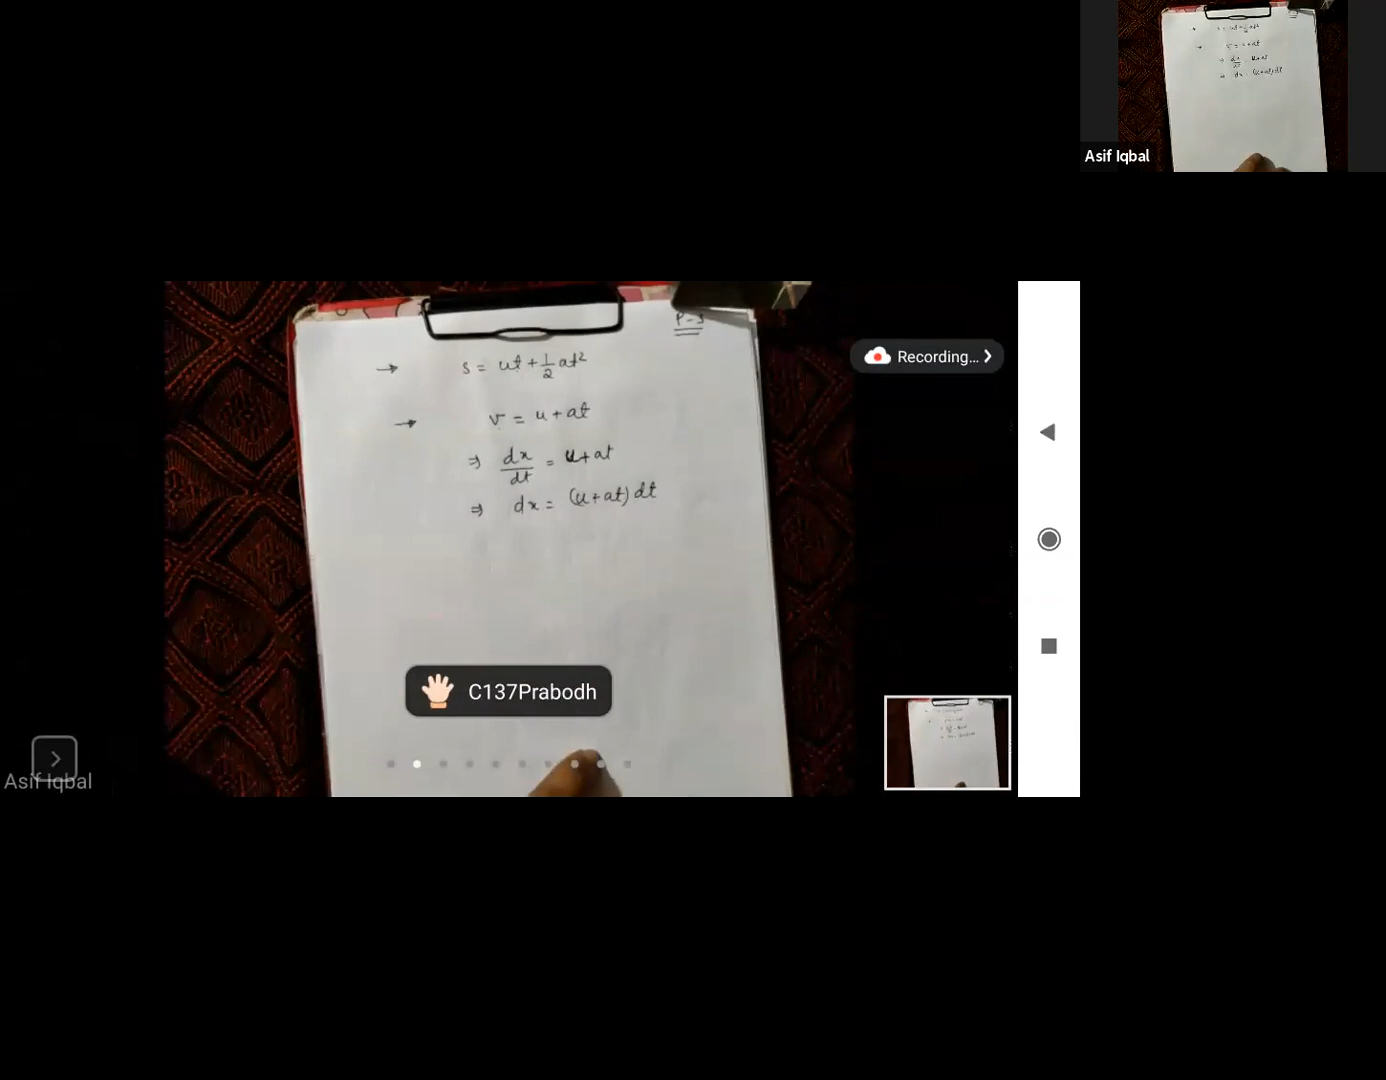 Asif Iqbal
P-3
→ s = ut + 1/2 at²
→ v = u + at
⇒ dx/dt = u + at
⇒ dx = (u + at) dt
Recording...
C137Prabodh
Asif Iqbal